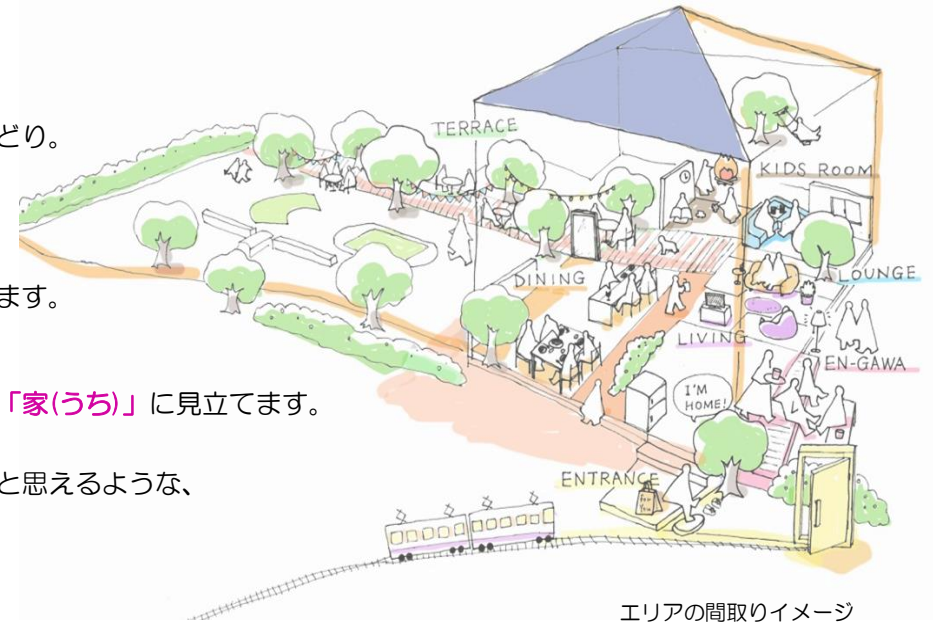 どり。
TERRACE
KIDS ROOM
DINING
LOUNGE
ます。
LIVING
EN-GAWA
「家(うち)」に見立てます。
I'M
HOME!
と思えるような、
ENTRANCE
エリアの間取りイメージ